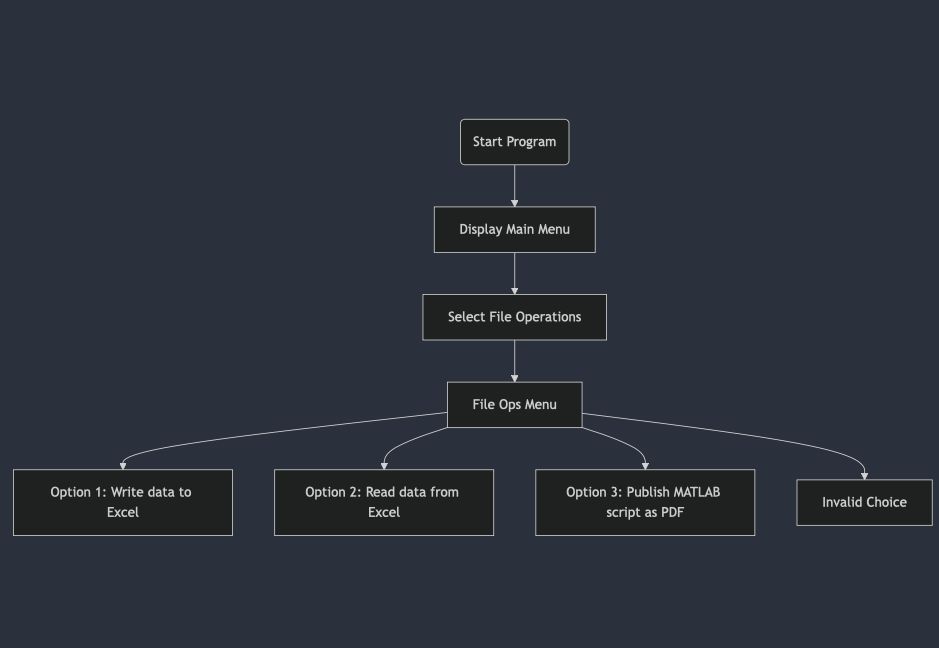 Start Program
Display Main Menu
Select File Operations
File Ops Menu
Option 1: Write data to
Excel
Option 2: Read data from
Excel
Option 3: Publish MATLAB
script as PDF
Invalid Choice